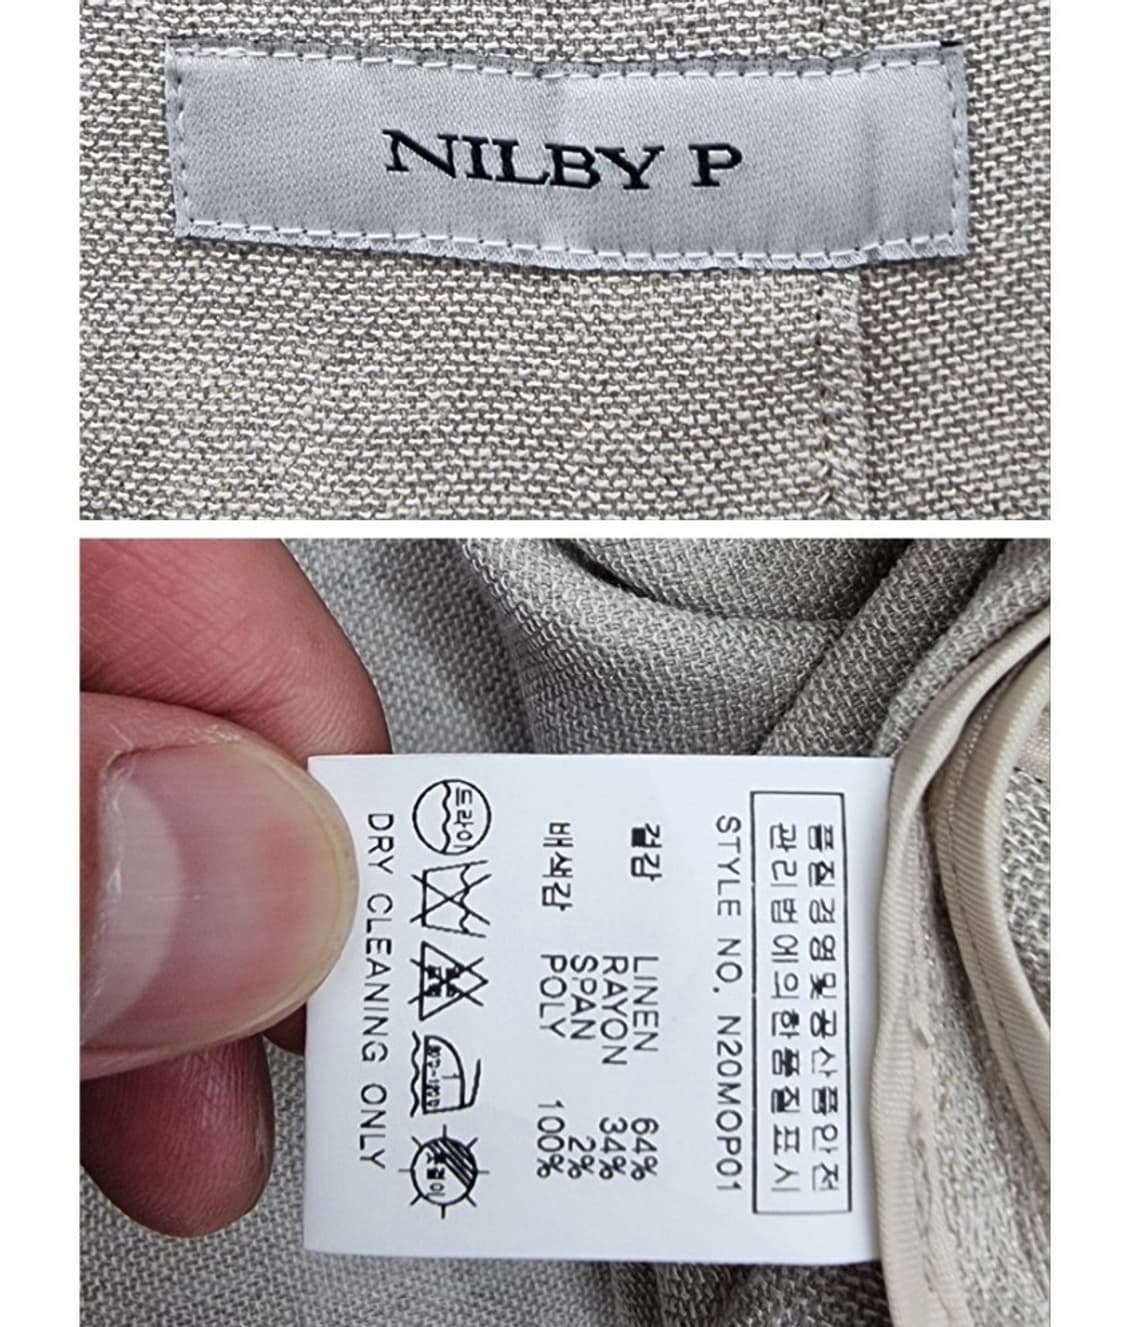 NILBY P
품질경영및공산품안전
관리법에의한품질표시
STYLE NO. N20MOP01
겉감 LINEN 64%
RAYON 34%
SPAN 2%
배색감 POLY 100%
드라이
DRY CLEANING ONLY